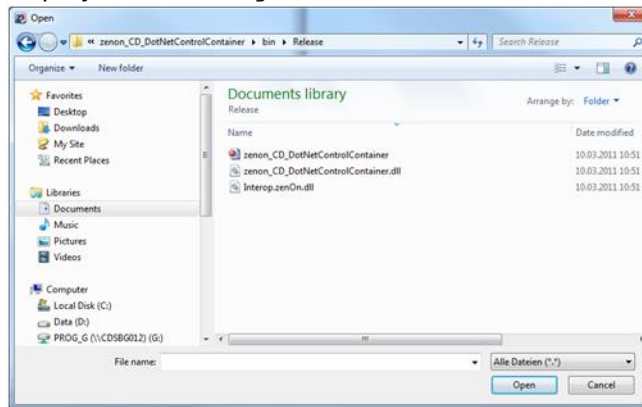 Open
« zenon_CD_DotNetControlContainer ▸ bin ▸ Release
Search Release
Organize
New folder
Favorites
Desktop
Downloads
My Site
Recent Places
Libraries
Documents
Music
Pictures
Videos
Computer
Local Disk (C:)
Data (D:)
PROG_G (\\CDSBG012) (G:)
Documents library
Release
Arrange by: Folder
Name
Date modified
zenon_CD_DotNetControlContainer
10.03.2011 10:51
zenon_CD_DotNetControlContainer.dll
10.03.2011 10:51
Interop.zenOn.dll
10.03.2011 10:51
File name:
Alle Dateien (*.*)
Open
Cancel